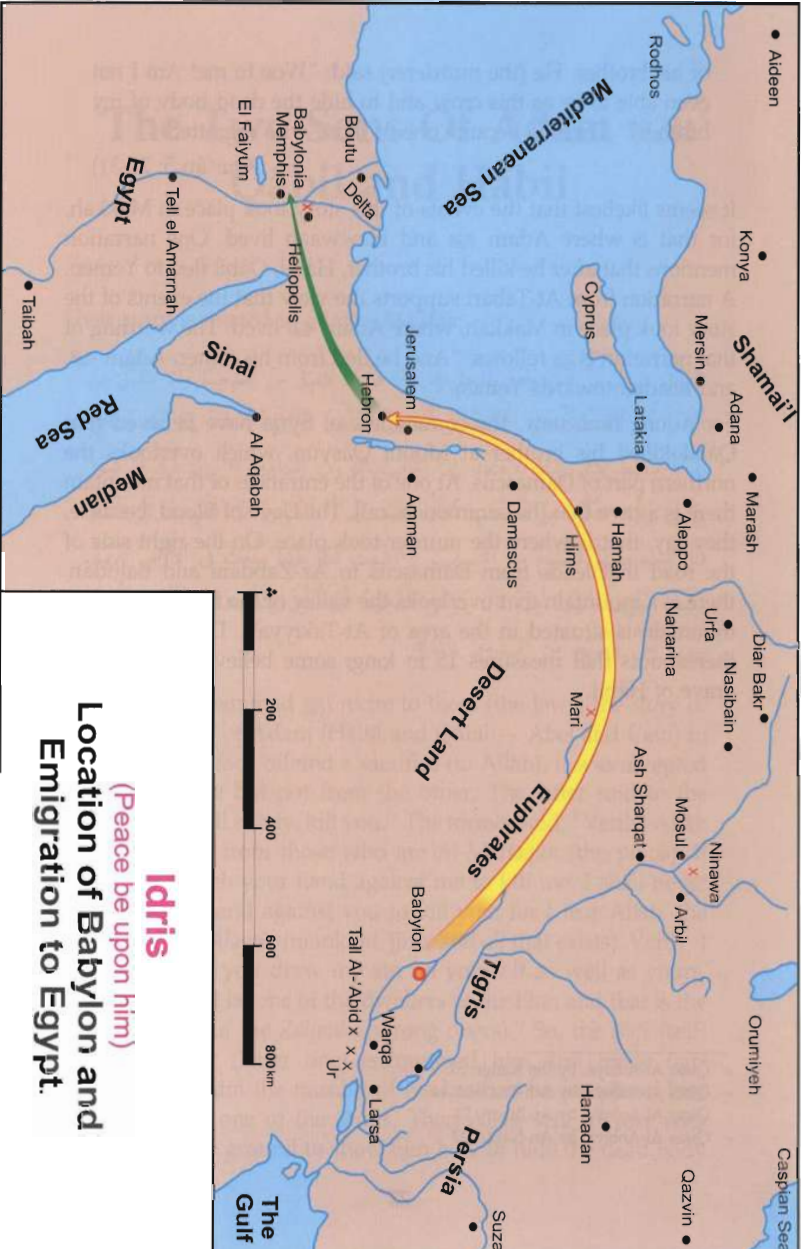 Aideen
Konya
Shamai'l
Marash
Diar Bakr
Orumiyeh
Caspian Sea
Rodhos
Mersin
Adana
Aleppo
Urfa
Nasibain
Ninawa
Mosul
Arbil
Qazvin
Mediterranean Sea
Cyprus
Latakia
Hamah
Naharina
Ash Sharqat
Hims
Mari
Hamadan
Damascus
Desert Land
Euphrates
Tigris
Suza
Persia
Boutu
Delta
Jerusalem
Amman
Babylon
Hebron
Babylonia
Memphis
Heliopolis
El Faiyum
Tall Al-'Abid
Warqa
Ur
Larsa
Sinai
Al Aqabah
200
400
600
800 km
The
Gulf
Egypt
Tell el Amarnah
Red Sea
Median
Taibah
Idris
(Peace be upon him)
Location of Babylon and
Emigration to Egypt.